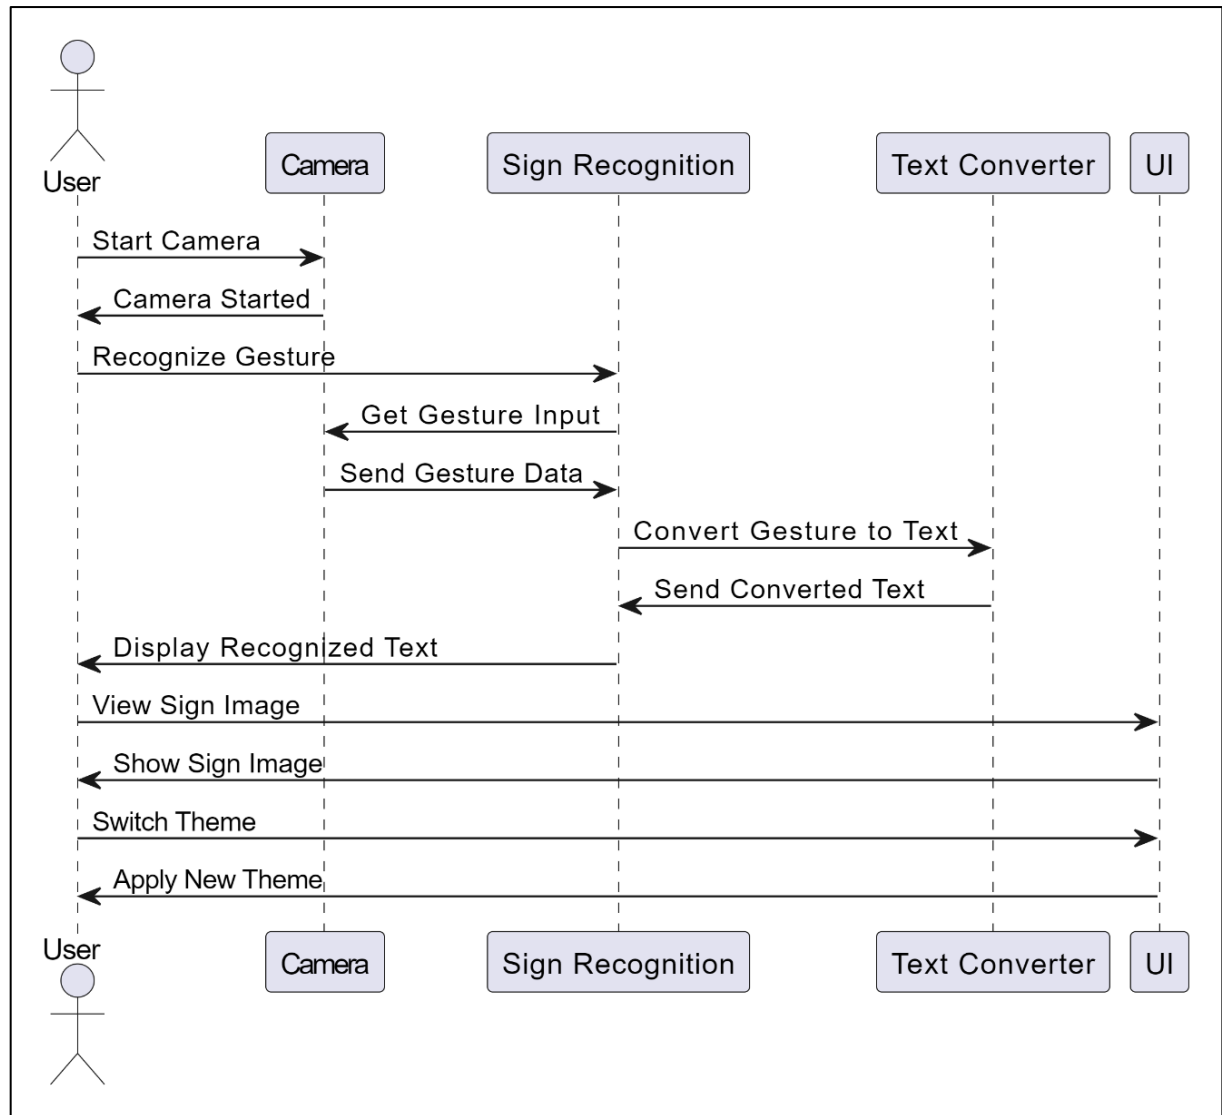 User
Camera
Sign Recognition
Text Converter
UI
Start Camera
Camera Started
Recognize Gesture
Get Gesture Input
Send Gesture Data
Convert Gesture to Text
Send Converted Text
Display Recognized Text
View Sign Image
Show Sign Image
Switch Theme
Apply New Theme
User
Camera
Sign Recognition
Text Converter
UI